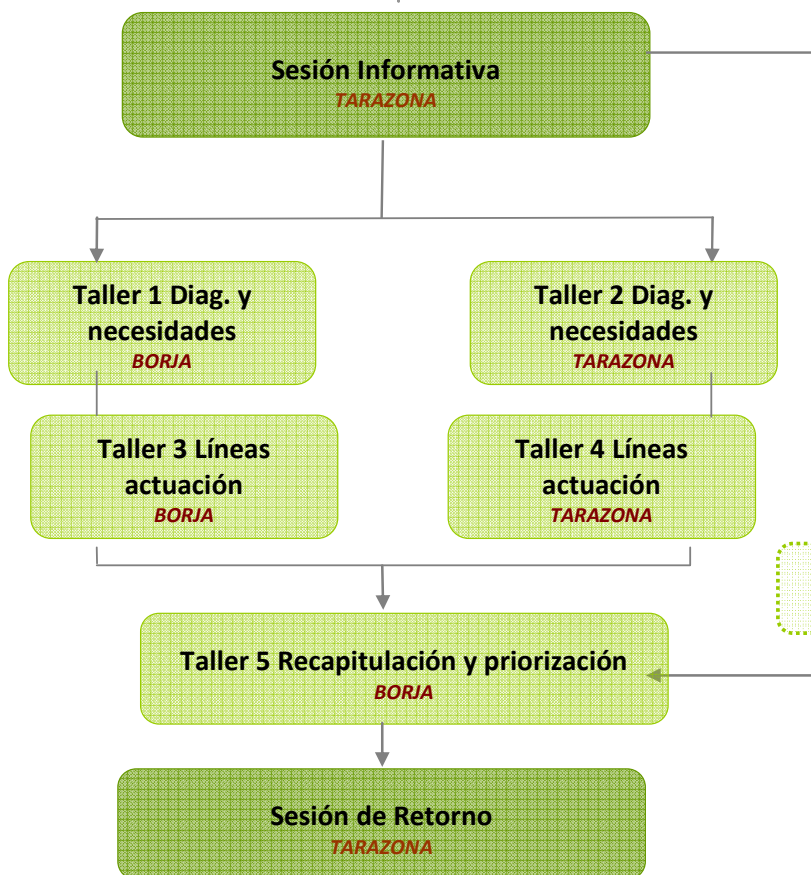 Sesión Informativa
TARAZONA
Taller 1 Diag. y
necesidades
BORJA
Taller 2 Diag. y
necesidades
TARAZONA
Taller 3 Líneas
actuación
BORJA
Taller 4 Líneas
actuación
TARAZONA
Taller 5 Recapitulación y priorización
BORJA
Sesión de Retorno
TARAZONA